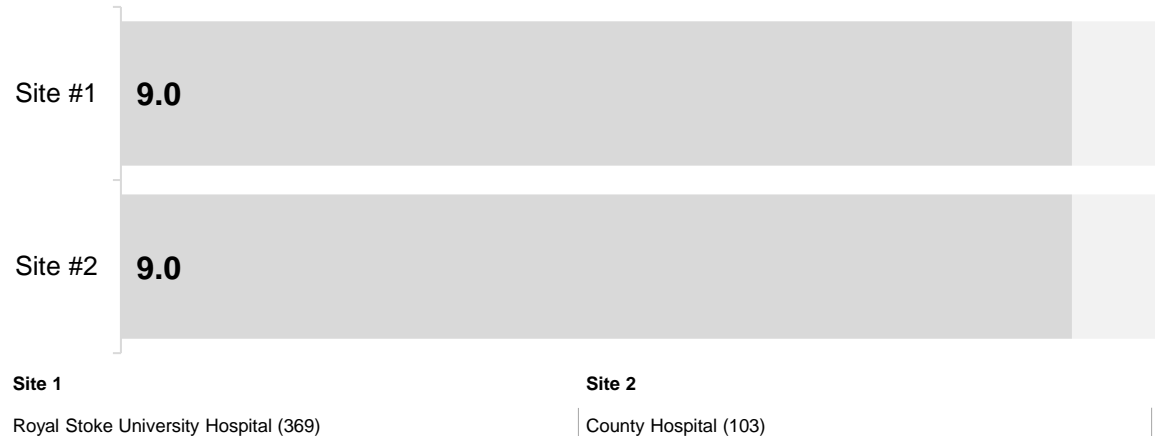 Site #1 9.0
Site #2 9.0
Site 1 Site 2
Royal Stoke University Hospital (369) County Hospital (103)